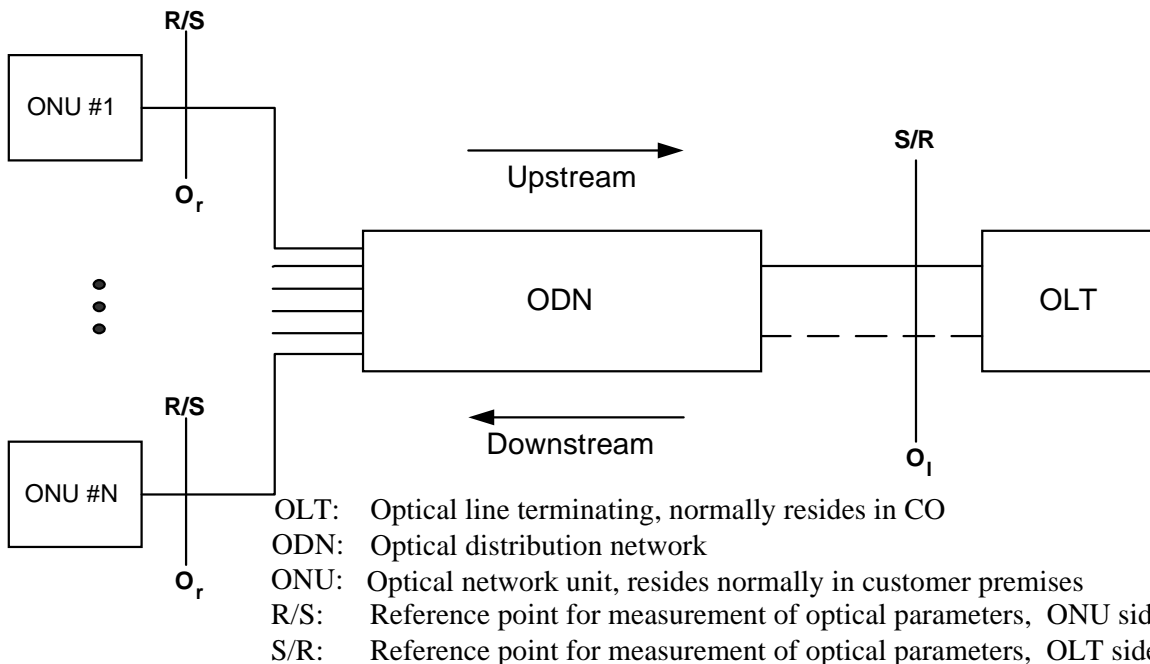 R/S
ONU #1
Or
S/R
Upstream
ODN
OLT
R/S
Downstream
Ol
ONU #N
Or
OLT: Optical line terminating, normally resides in CO
ODN: Optical distribution network
ONU: Optical network unit, resides normally in customer premises
R/S: Reference point for measurement of optical parameters, ONU sid
S/R: Reference point for measurement of optical parameters, OLT side